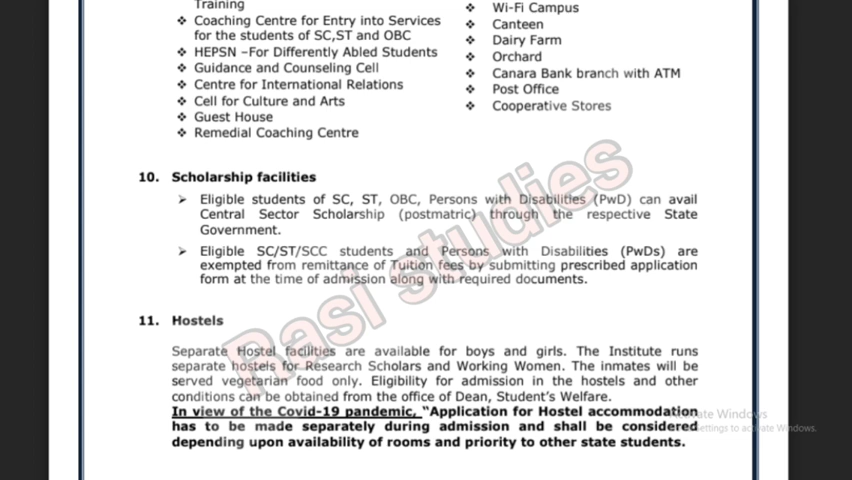 Training
❖ Coaching Centre for Entry into Services
for the students of SC,ST and OBC
❖ HEPSN –For Differently Abled Students
❖ Guidance and Counseling Cell
❖ Centre for International Relations
❖ Cell for Culture and Arts
❖ Guest House
❖ Remedial Coaching Centre
❖ Wi-Fi Campus
❖ Canteen
❖ Dairy Farm
❖ Orchard
❖ Canara Bank branch with ATM
❖ Post Office
❖ Cooperative Stores
10. Scholarship facilities
➢ Eligible students of SC, ST, OBC, Persons with Disabilities (PwD) can avail
Central Sector Scholarship (postmatric) through the respective State
Government.
➢ Eligible SC/ST/SCC students and Persons with Disabilities (PwDs) are
exempted from remittance of Tuition fees by submitting prescribed application
form at the time of admission along with required documents.
11. Hostels
Separate Hostel facilities are available for boys and girls. The Institute runs
separate hostels for Research Scholars and Working Women. The inmates will be
served vegetarian food only. Eligibility for admission in the hostels and other
conditions can be obtained from the office of Dean, Student's Welfare.
In view of the Covid-19 pandemic, "Application for Hostel accommodation
has to be made separately during admission and shall be considered
depending upon availability of rooms and priority to other state students.
Rasi studies
Activate Windows
Settings to activate Windows.